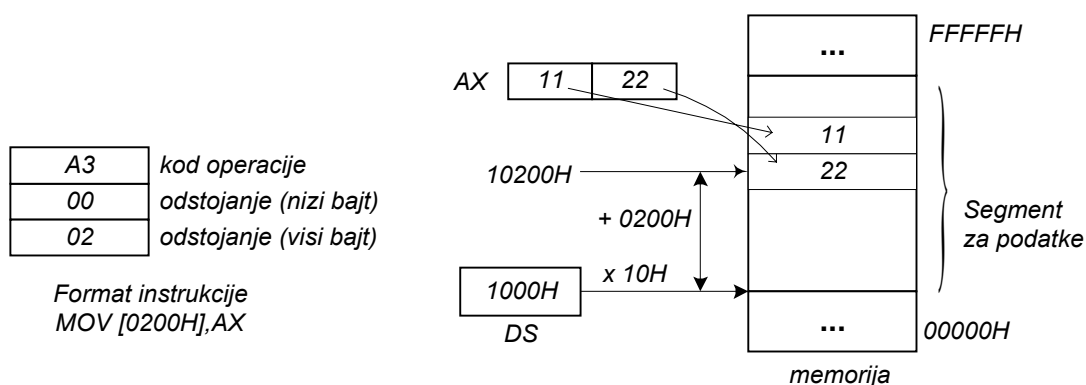 A3 kod operacije
00 odstojanje (nizi bajt)
02 odstojanje (visi bajt)
Format instrukcije
MOV [0200H],AX
... FFFFFH
AX 11 22
11
10200H 22
+ 0200H
Segment
za podatke
x 10H
1000H
DS
... 00000H
memorija